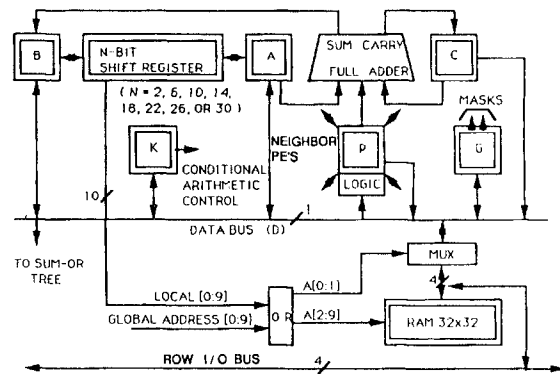 B
N-BIT
SHIFT REGISTER
A
SUM CARRY
FULL ADDER
C
( N = 2, 6, 10, 14,
18, 22, 26, OR 30 )
MASKS
K
CONDITIONAL
ARITHMETIC
CONTROL
NEIGHBOR
PE'S
P
LOGIC
G
10
1
DATA BUS (D)
TO SUM-OR
TREE
MUX
4
LOCAL [0:9]
A[0:1]
GLOBAL ADDRESS [0:9]
OR
A[2:9]
RAM 32x32
ROW I/O BUS
4